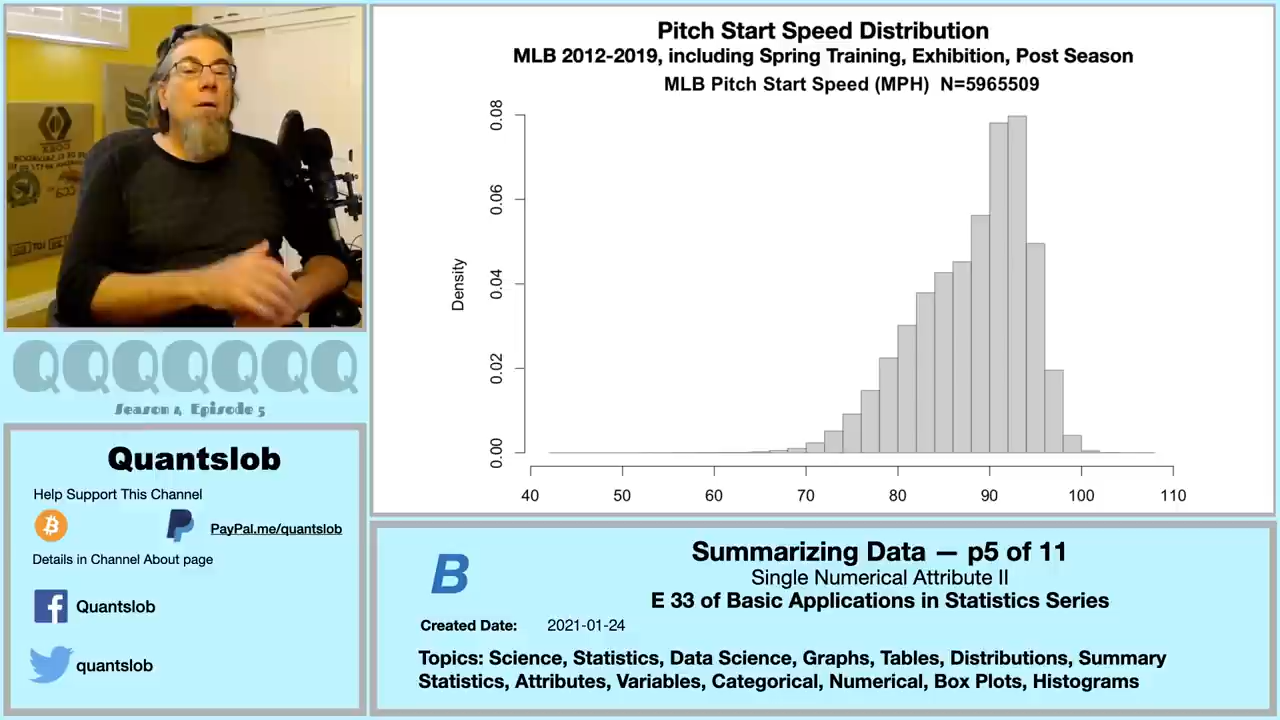 Pitch Start Speed Distribution
MLB 2012-2019, including Spring Training, Exhibition, Post Season
MLB Pitch Start Speed (MPH)  N=5965509
Density
0.08
0.06
0.04
0.02
0.00
40 50 60 70 80 90 100 110
QQQQQQQ
Season 4 Episode 5
Quantslob
Help Support This Channel
PayPal.me/quantslob
Details in Channel About page
Quantslob
quantslob
B
Summarizing Data — p5 of 11
Single Numerical Attribute II
E 33 of Basic Applications in Statistics Series
Created Date: 2021-01-24
Topics: Science, Statistics, Data Science, Graphs, Tables, Distributions, Summary
Statistics, Attributes, Variables, Categorical, Numerical, Box Plots, Histograms